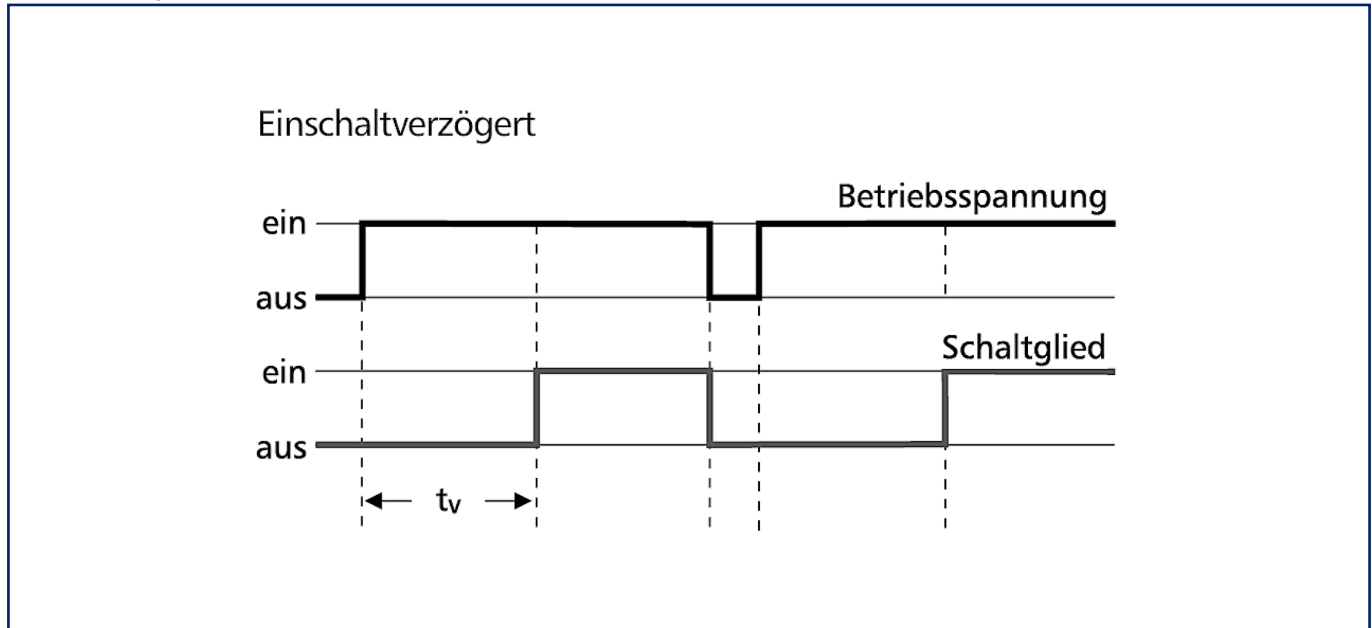 Einschaltverzögert
Betriebsspannung
ein
aus
Schaltglied
ein
aus
tv